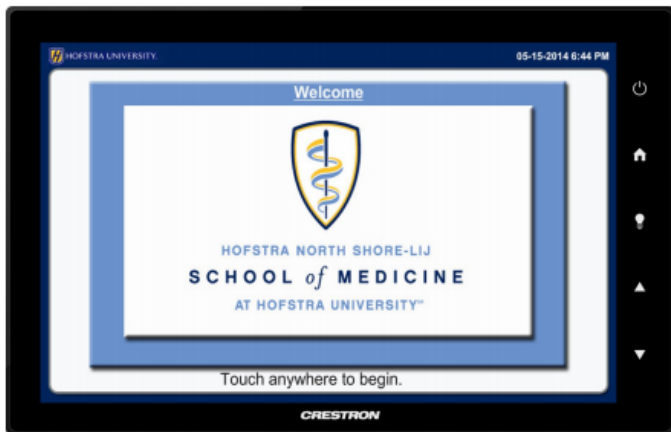 HOFSTRA UNIVERSITY. 05-15-2014 6:44 PM
Welcome
HOFSTRA NORTH SHORE-LIJ
SCHOOL of MEDICINE
AT HOFSTRA UNIVERSITY℠
Touch anywhere to begin.
CRESTRON